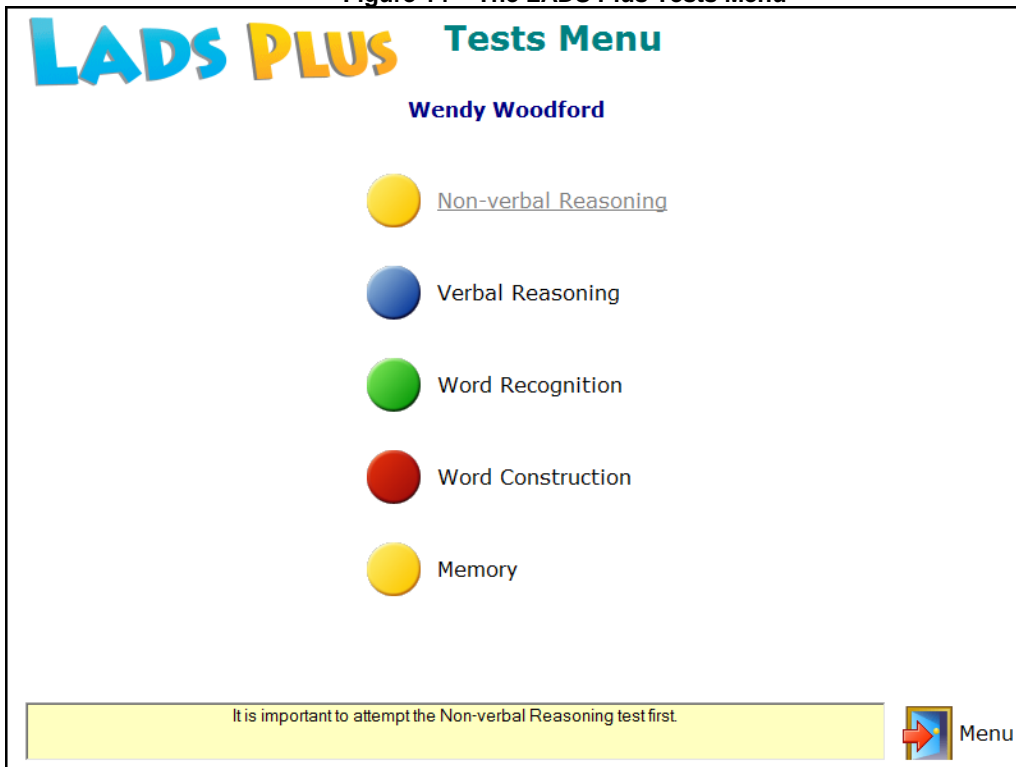 LADS PLUS Tests Menu
Wendy Woodford
Non-verbal Reasoning
Verbal Reasoning
Word Recognition
Word Construction
Memory
It is important to attempt the Non-verbal Reasoning test first.
Menu